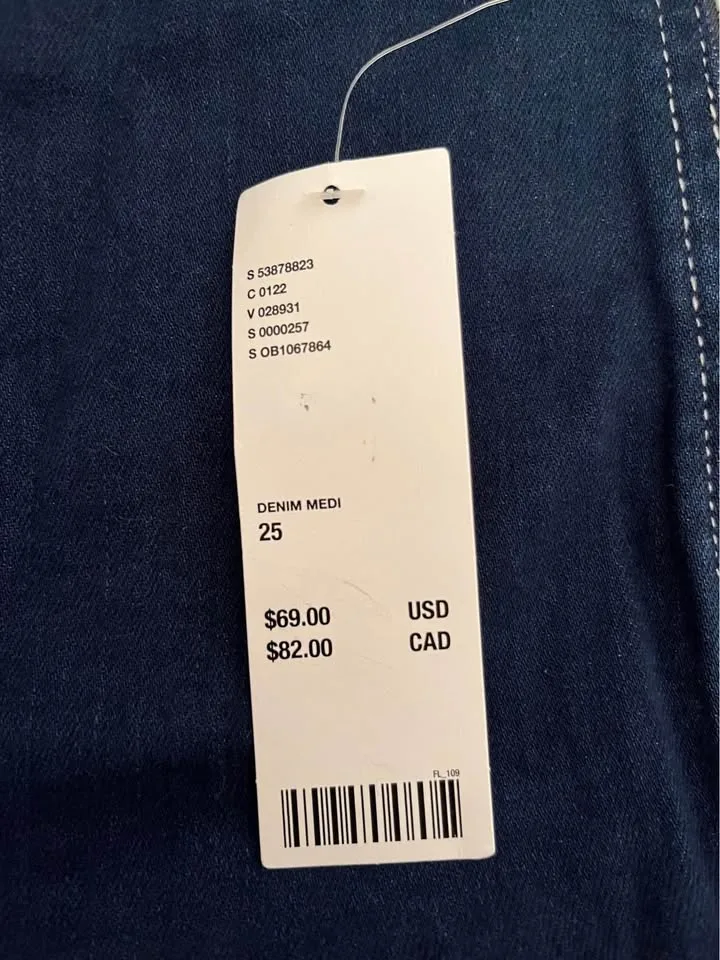 S 53878823
C 0122
V 028931
S 0000257
S OB1067864
DENIM MEDI
25
$69.00 USD
$82.00 CAD
FL_109